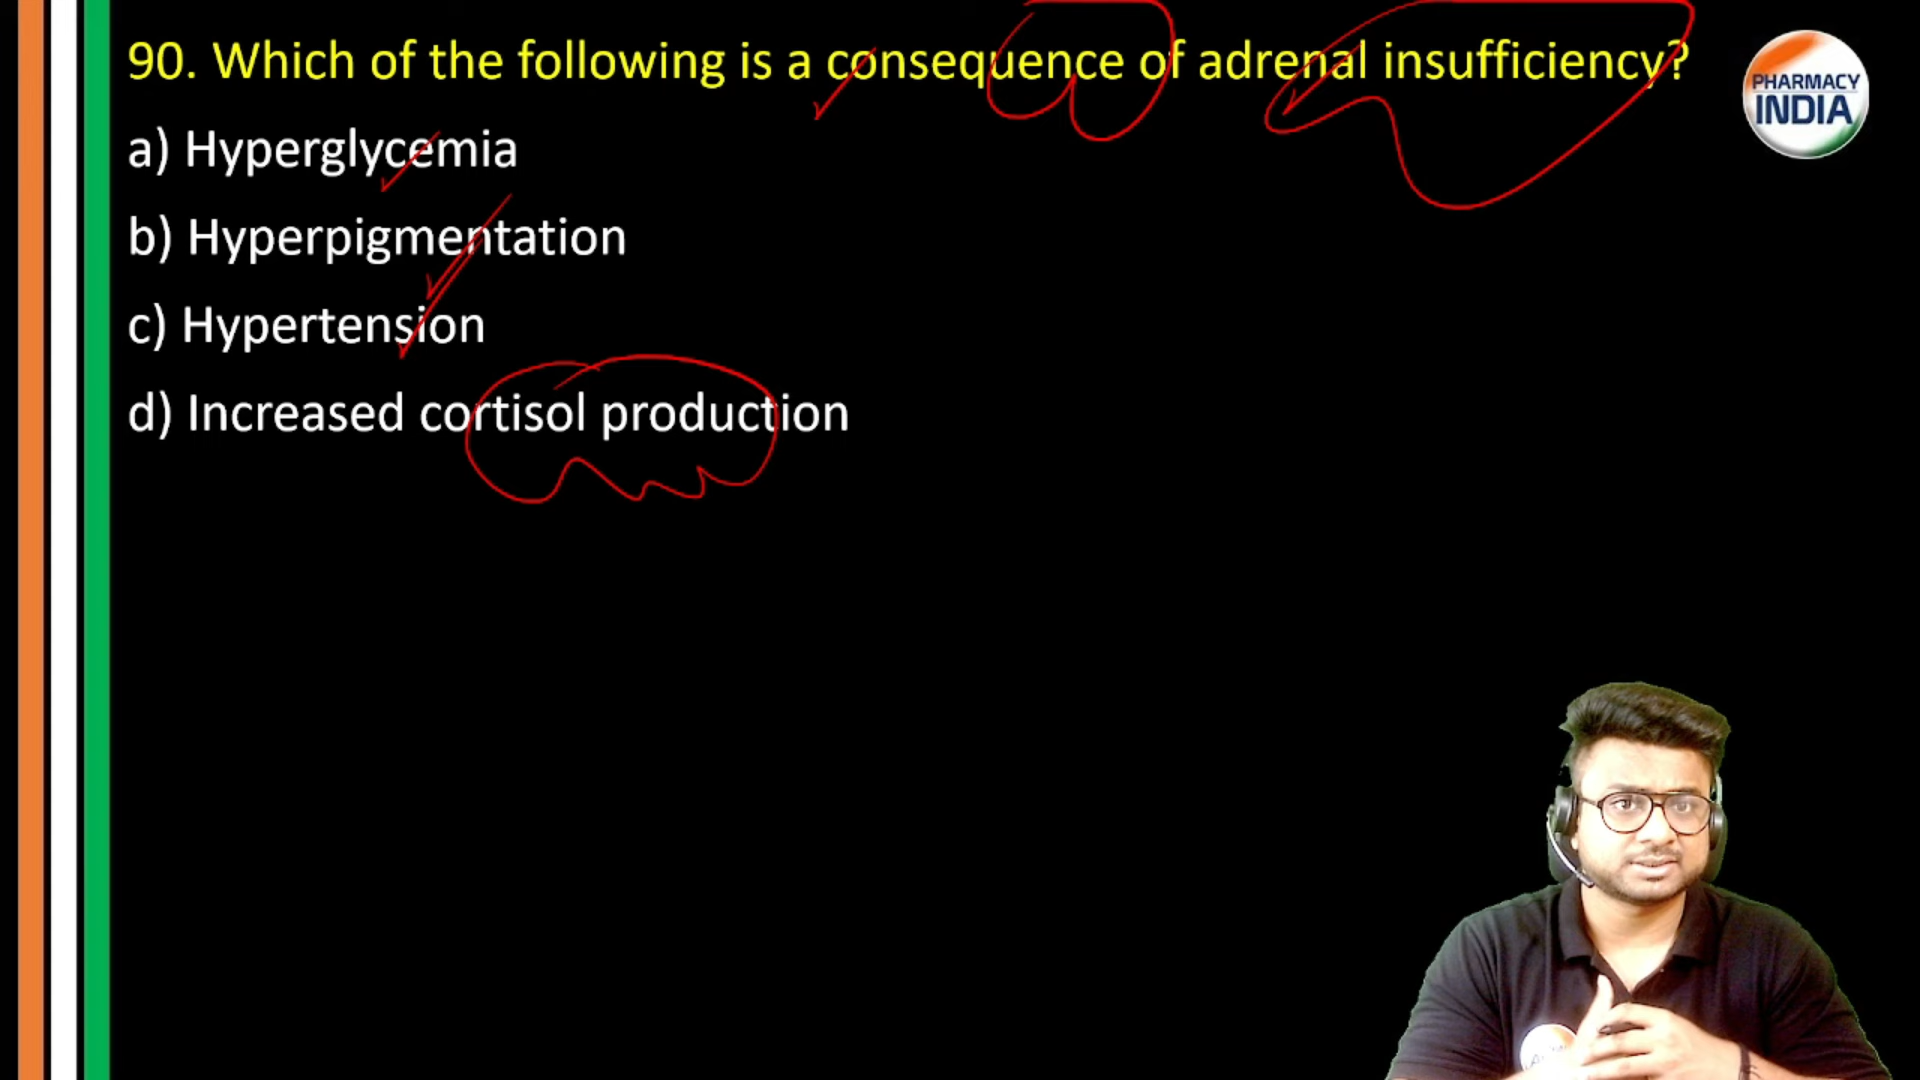 90. Which of the following is a consequence of adrenal insufficiency?
PHARMACY
INDIA
a) Hyperglycemia
b) Hyperpigmentation
c) Hypertension
d) Increased cortisol production